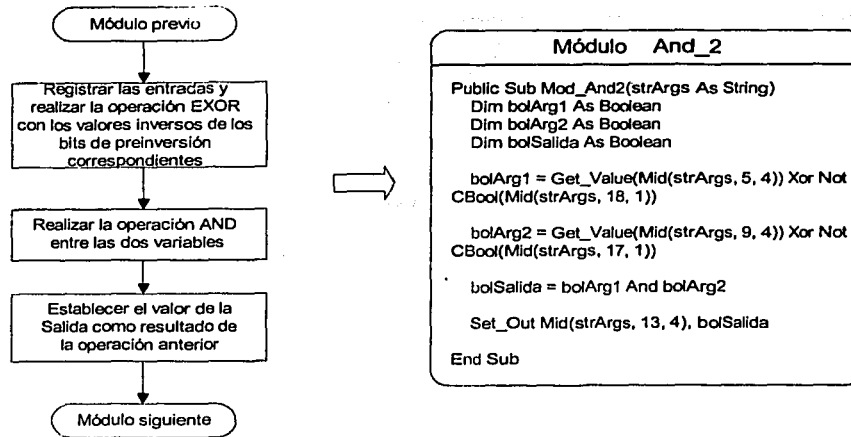 Módulo previo
Registrar las entradas y
realizar la operación EXOR
con los valores inversos de los
bits de preinversión
correspondientes
Realizar la operación AND
entre las dos variables
Establecer el valor de la
Salida como resultado de
la operación anterior
Módulo siguiente
Módulo And_2
Public Sub Mod_And2(strArgs As String)
Dim bolArg1 As Boolean
Dim bolArg2 As Boolean
Dim bolSalida As Boolean
bolArg1 = Get_Value(Mid(strArgs, 5, 4)) Xor Not
CBool(Mid(strArgs, 18, 1))
bolArg2 = Get_Value(Mid(strArgs, 9, 4)) Xor Not
CBool(Mid(strArgs, 17, 1))
bolSalida = bolArg1 And bolArg2
Set_Out Mid(strArgs, 13, 4), bolSalida
End Sub